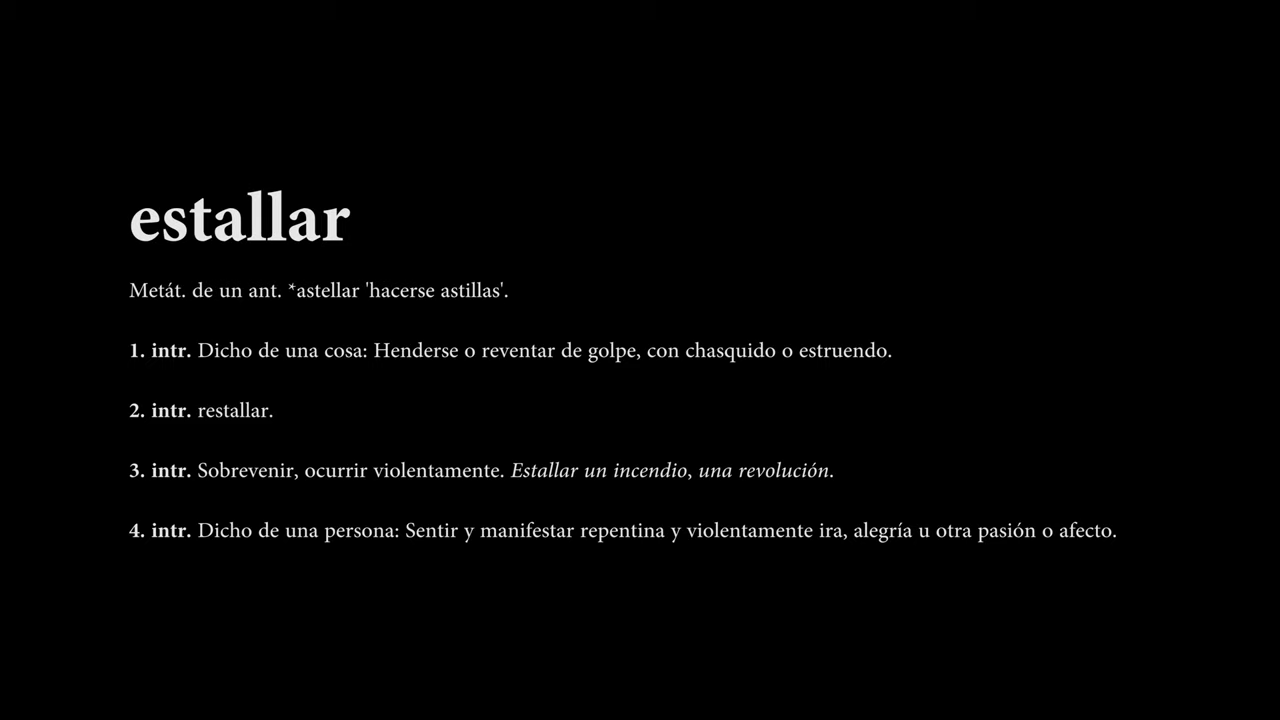 estallar
Metát. de un ant. *astellar 'hacerse astillas'.
1. intr. Dicho de una cosa: Henderse o reventar de golpe, con chasquido o estruendo.
2. intr. restallar.
3. intr. Sobrevenir, ocurrir violentamente. Estallar un incendio, una revolución.
4. intr. Dicho de una persona: Sentir y manifestar repentina y violentamente ira, alegría u otra pasión o afecto.